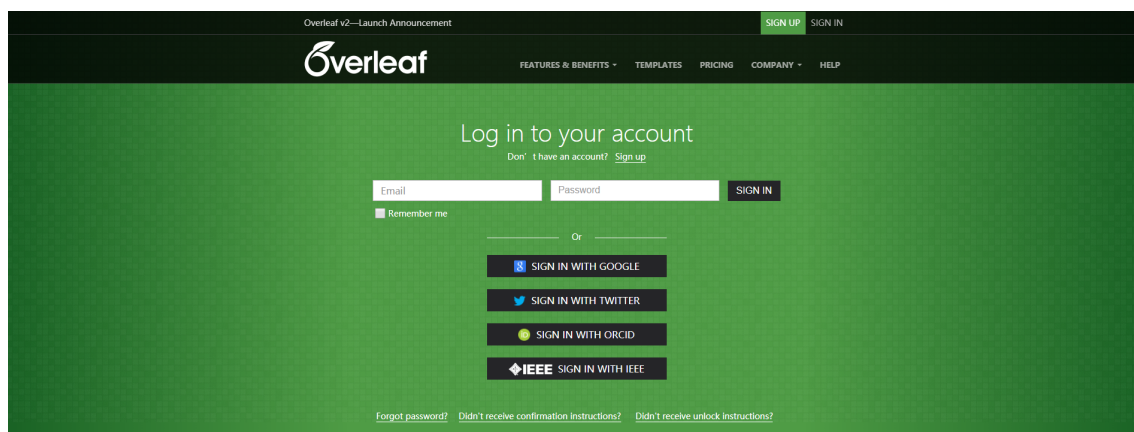 Overleaf v2—Launch Announcement SIGN UP SIGN IN
Overleaf FEATURES & BENEFITS TEMPLATES PRICING COMPANY HELP
Log in to your account
Don't have an account? Sign up
Email Password SIGN IN
Remember me
Or
8 SIGN IN WITH GOOGLE
SIGN IN WITH TWITTER
iD SIGN IN WITH ORCID
IEEE SIGN IN WITH IEEE
Forgot password? Didn't receive confirmation instructions? Didn't receive unlock instructions?